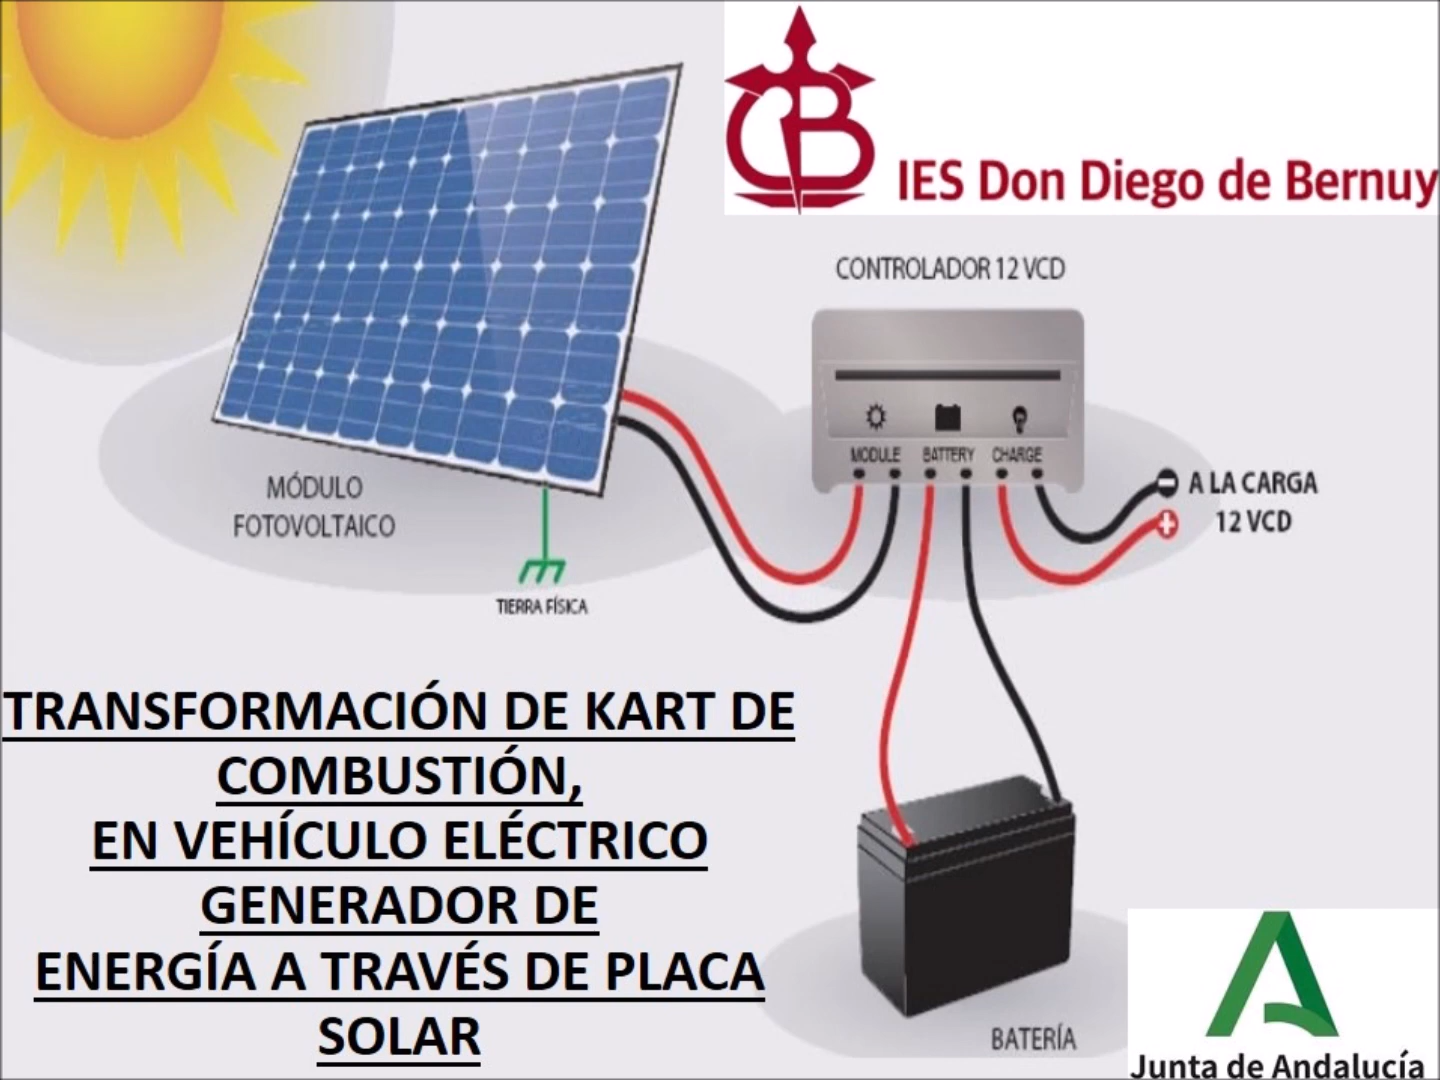 IES Don Diego de Bernuy
CONTROLADOR 12 VCD
MODULE BATTERY CHARGE
A LA CARGA
12 VCD
MÓDULO
FOTOVOLTAICO
TIERRA FÍSICA
TRANSFORMACIÓN DE KART DE
COMBUSTIÓN,
EN VEHÍCULO ELÉCTRICO
GENERADOR DE
ENERGÍA A TRAVÉS DE PLACA
SOLAR
BATERÍA
Junta de Andalucía